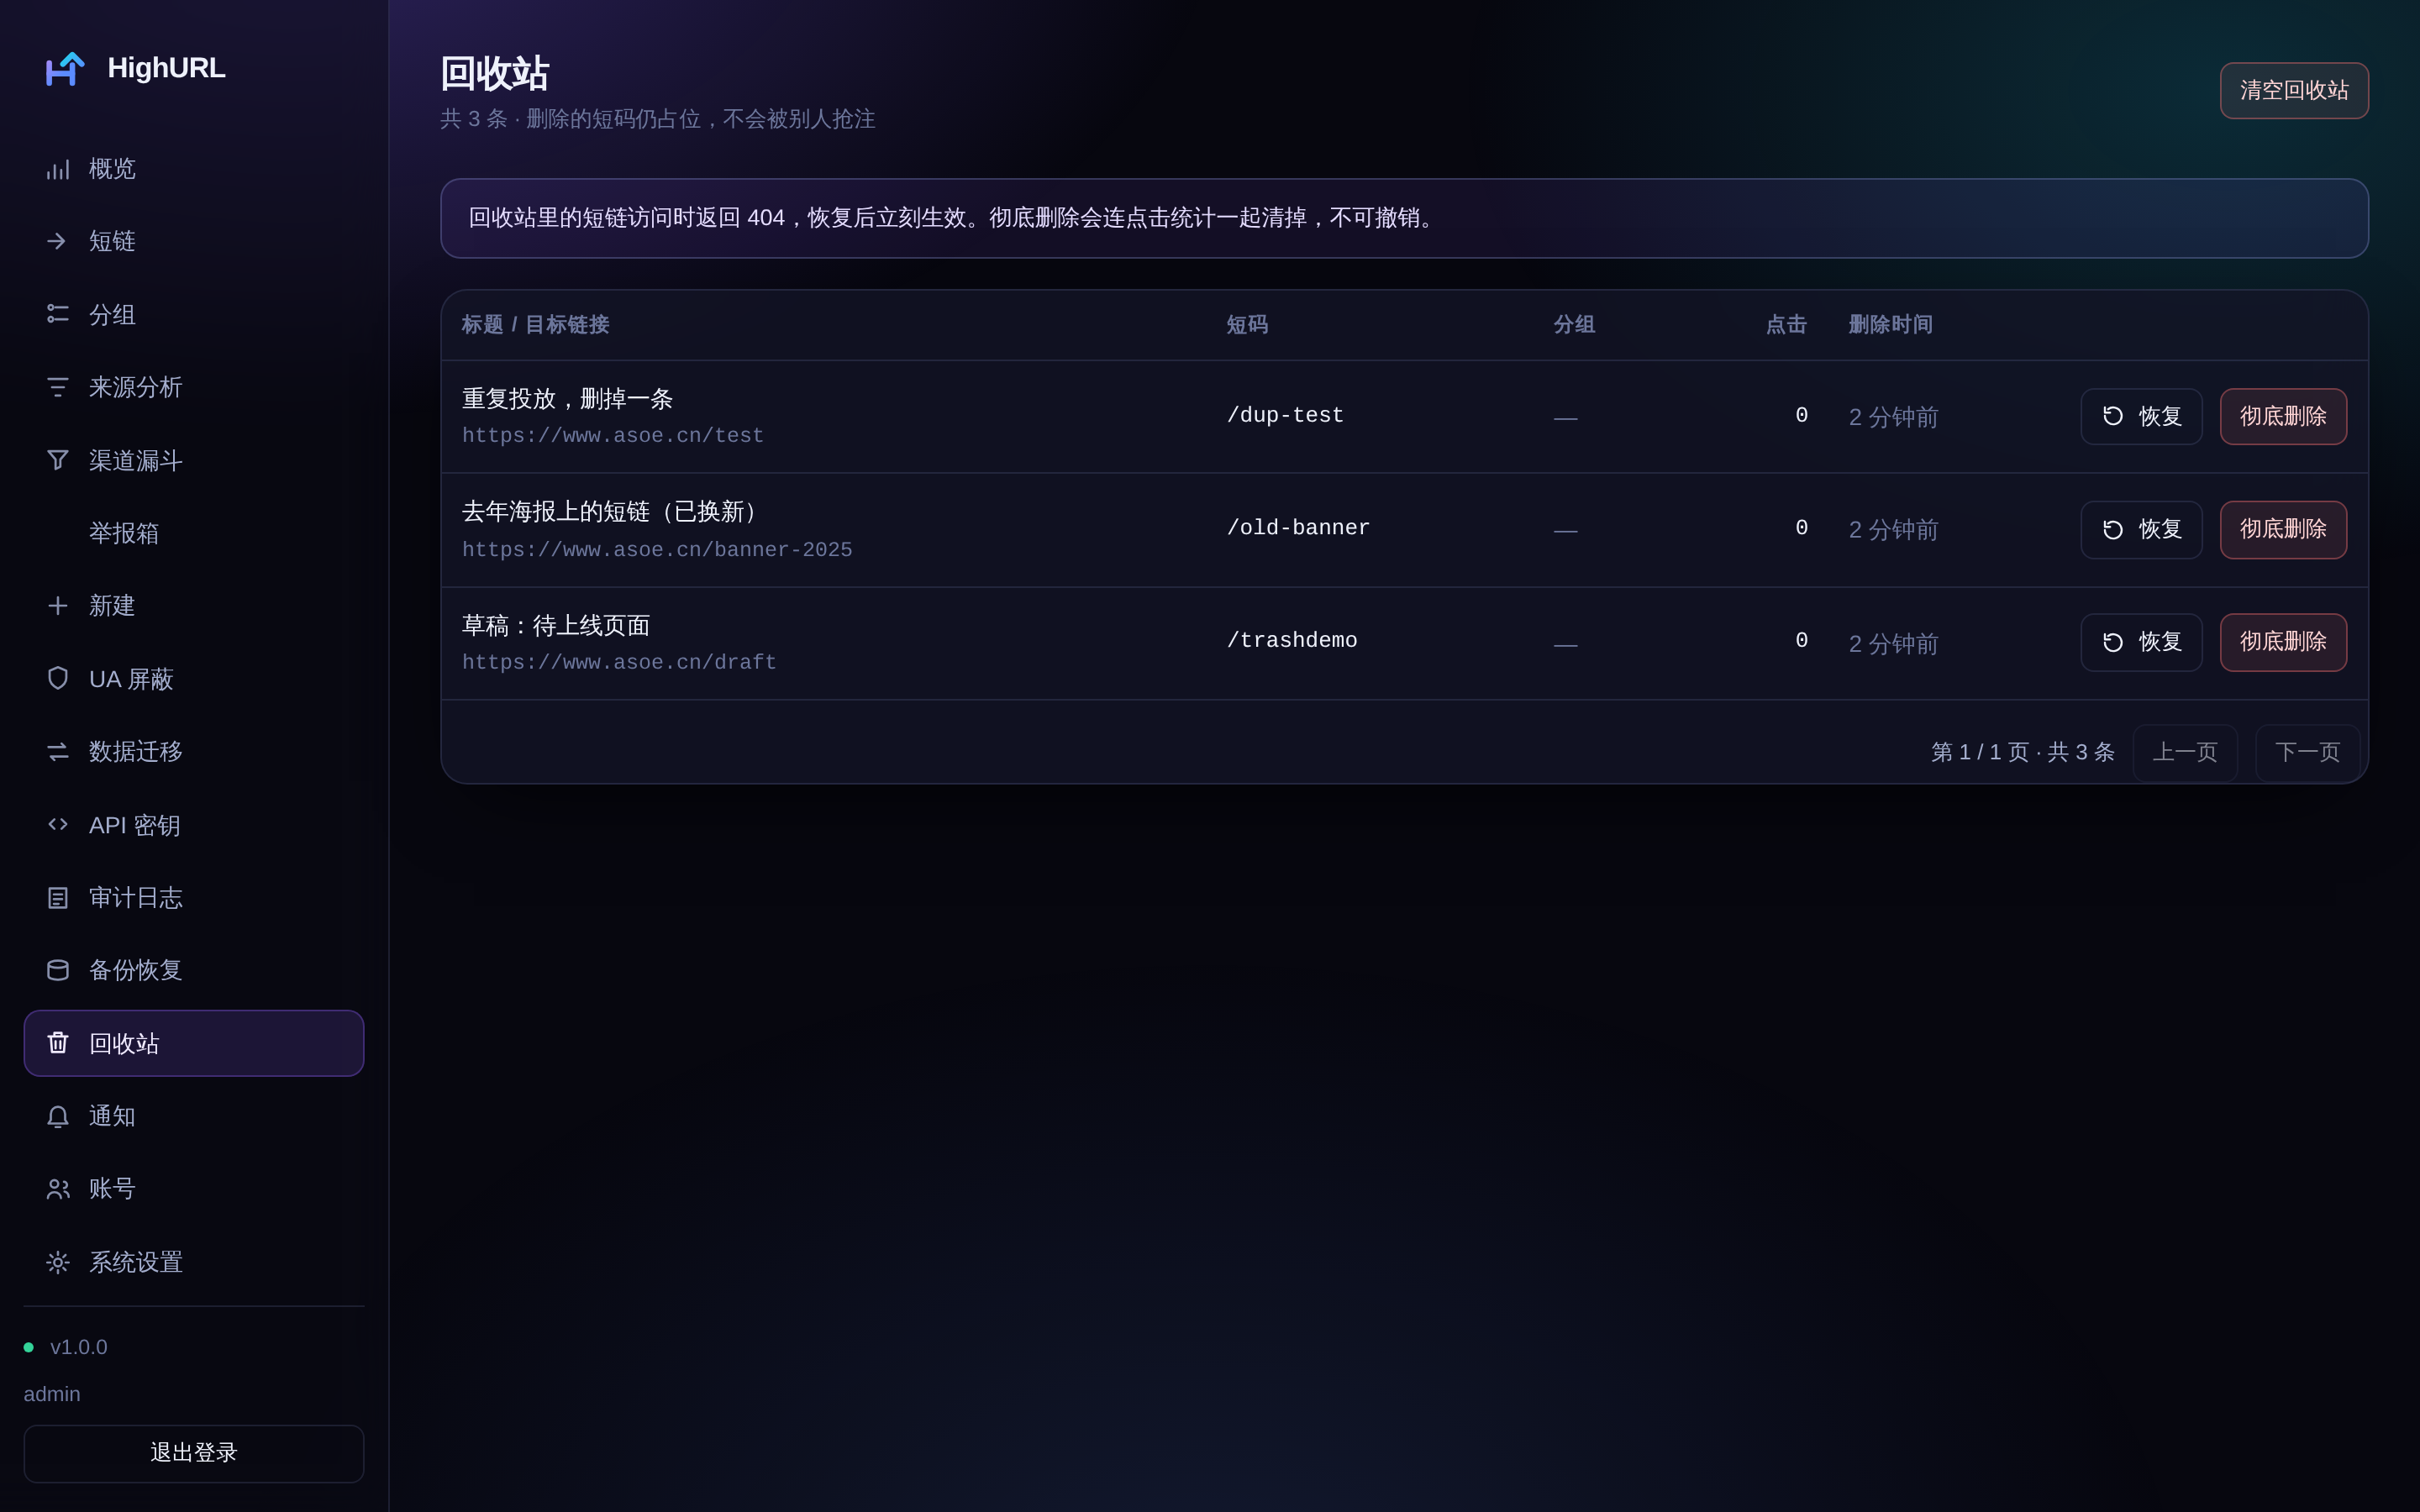 HighURL
概览
短链
分组
来源分析
渠道漏斗
举报箱
新建
UA 屏蔽
数据迁移
API 密钥
审计日志
备份恢复
回收站
通知
账号
系统设置
v1.0.0
admin
退出登录
回收站
共 3 条 · 删除的短码仍占位，不会被别人抢注
清空回收站
回收站里的短链访问时返回 404，恢复后立刻生效。彻底删除会连点击统计一起清掉，不可撤销。
标题 / 目标链接 短码 分组 点击 删除时间
重复投放，删掉一条
https://www.asoe.cn/test
/dup-test — 0 2 分钟前 恢复 彻底删除
去年海报上的短链（已换新）
https://www.asoe.cn/banner-2025
/old-banner — 0 2 分钟前 恢复 彻底删除
草稿：待上线页面
https://www.asoe.cn/draft
/trashdemo — 0 2 分钟前 恢复 彻底删除
第 1 / 1 页 · 共 3 条 上一页 下一页